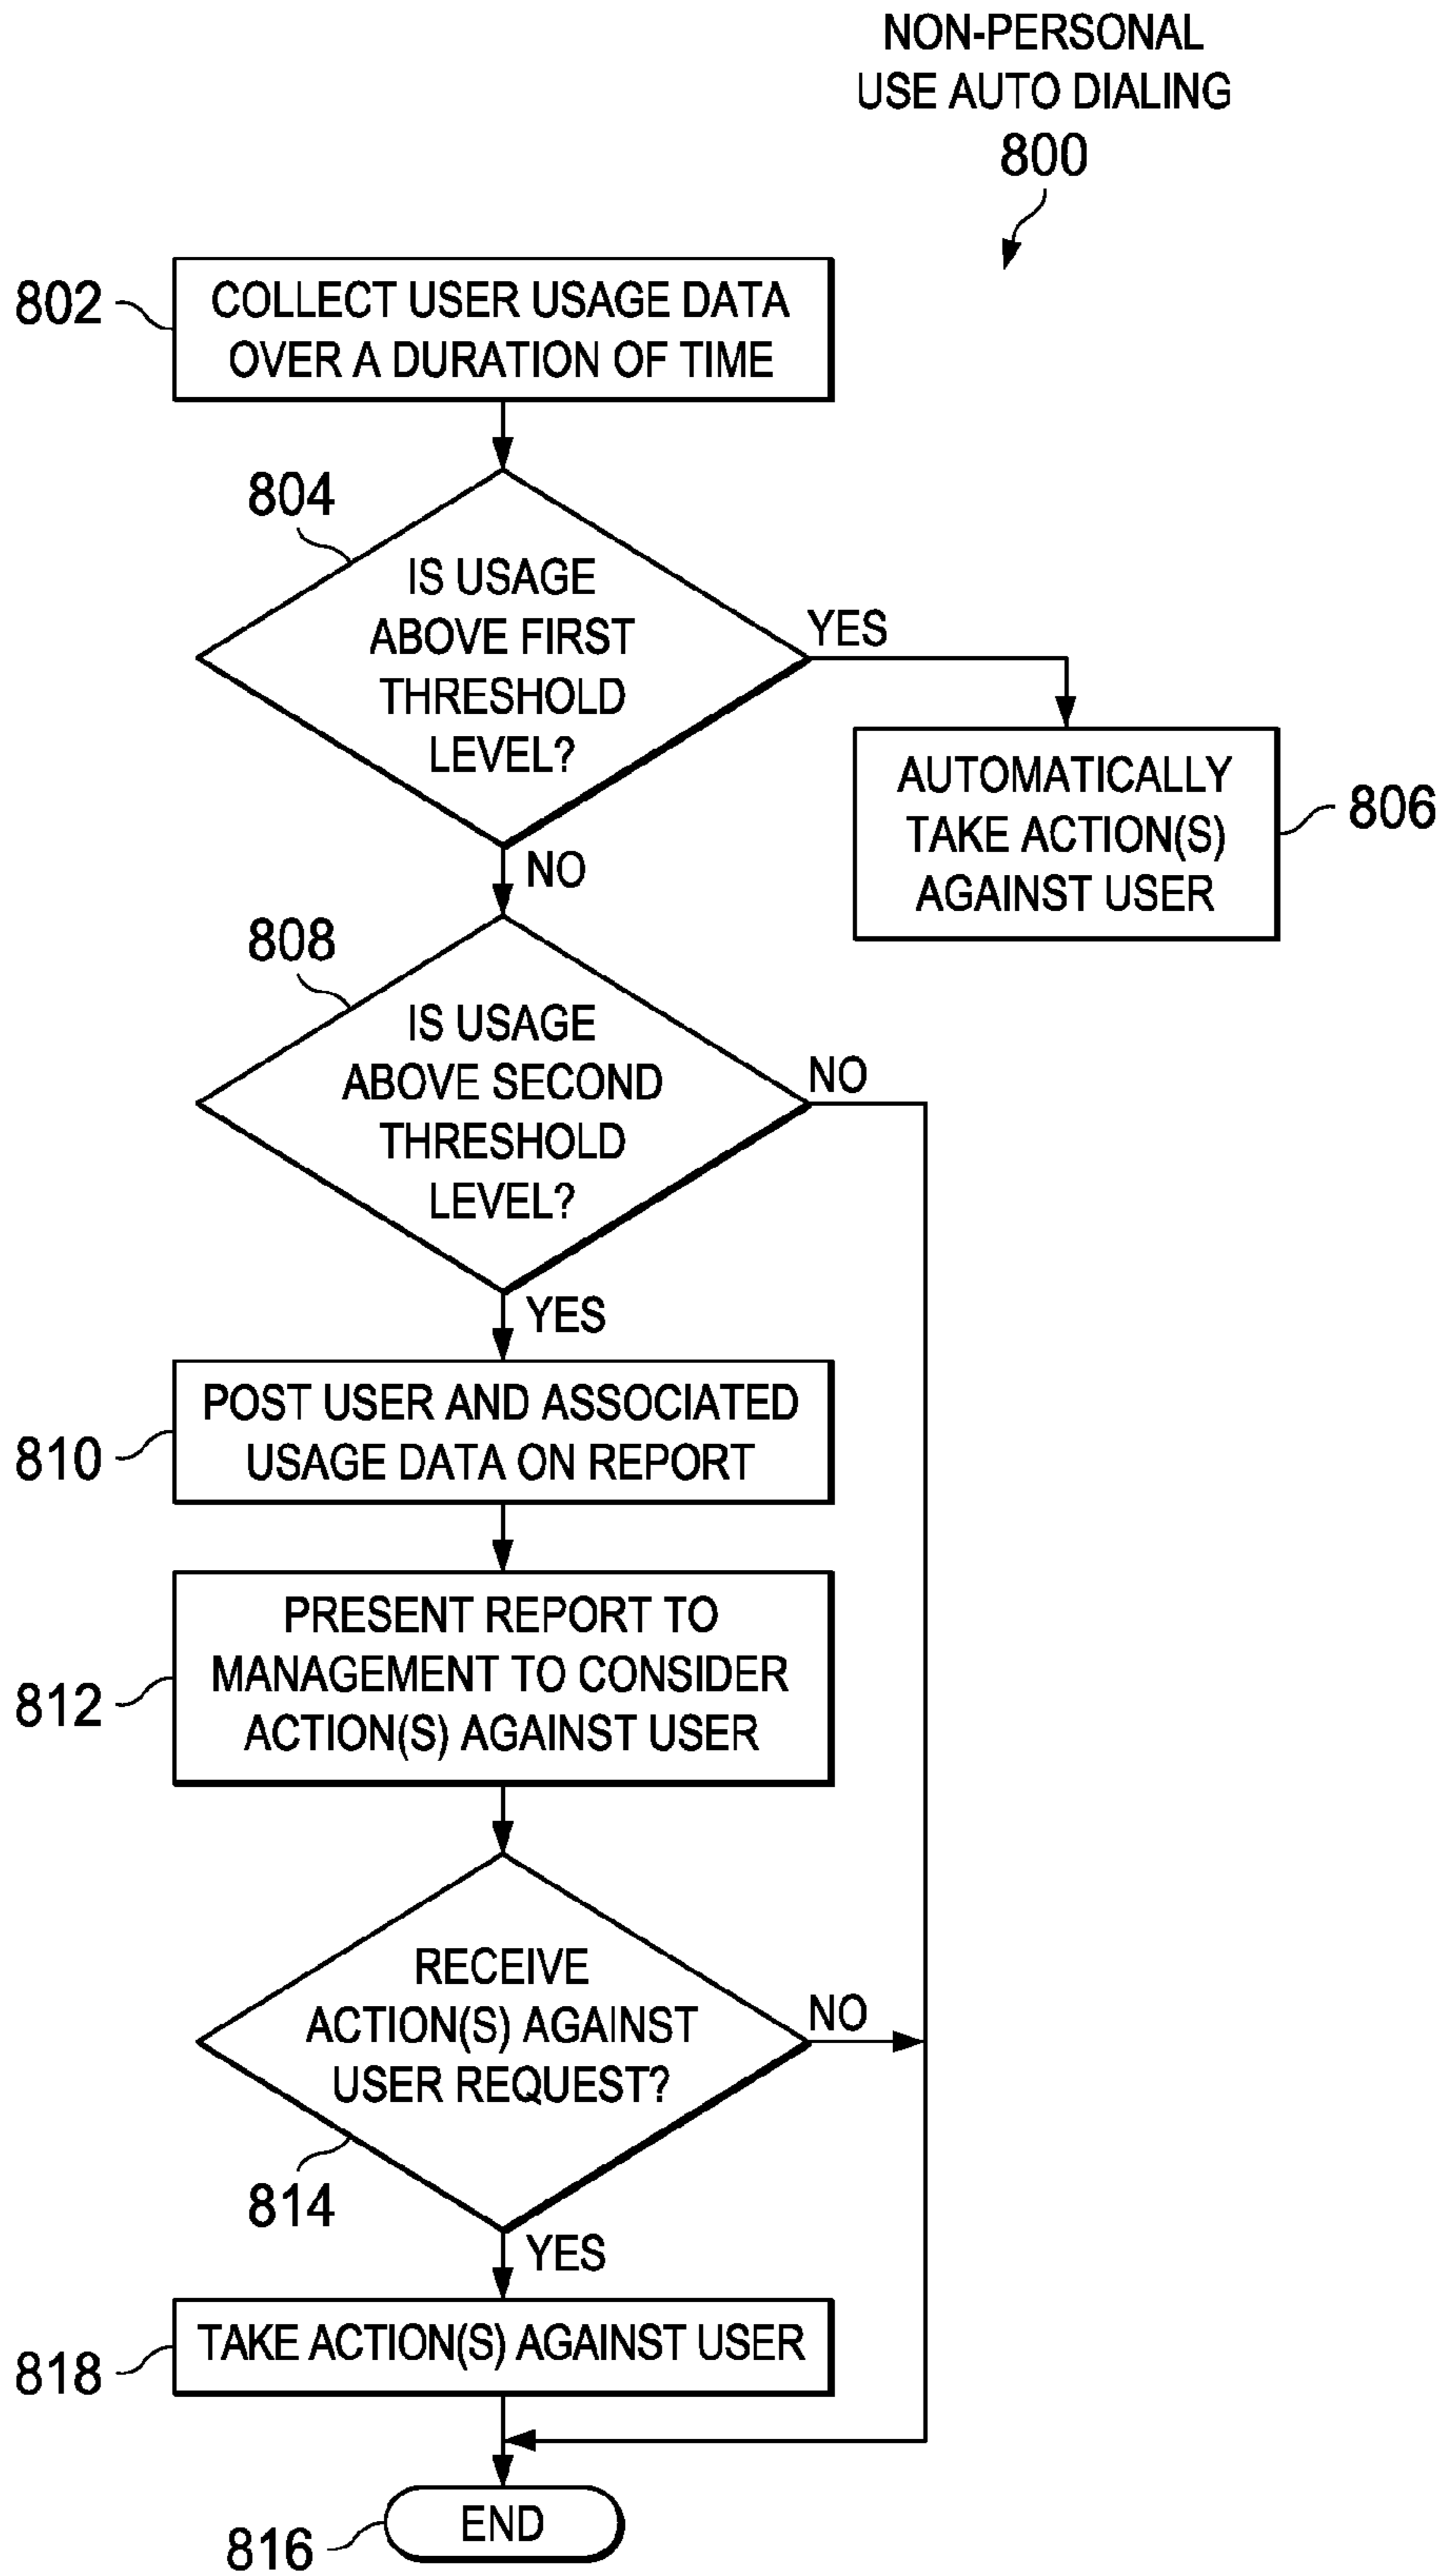 NON-PERSONAL
USE AUTO DIALING
800
802
COLLECT USER USAGE DATA
OVER A DURATION OF TIME
804
IS USAGE
ABOVE FIRST
THRESHOLD
LEVEL?
YES
AUTOMATICALLY
TAKE ACTION(S)
AGAINST USER
806
NO
808
IS USAGE
ABOVE SECOND
THRESHOLD
LEVEL?
NO
YES
810
POST USER AND ASSOCIATED
USAGE DATA ON REPORT
812
PRESENT REPORT TO
MANAGEMENT TO CONSIDER
ACTION(S) AGAINST USER
RECEIVE
ACTION(S) AGAINST
USER REQUEST?
NO
814
YES
818
TAKE ACTION(S) AGAINST USER
816
END